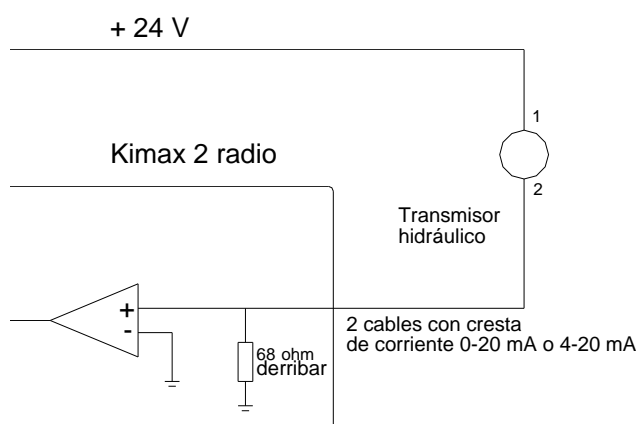 + 24 V
1
Kimax 2 radio
2
Transmisor
hidráulico
+
-
2 cables con cresta
de corriente 0-20 mA o 4-20 mA
68 ohm
derribar